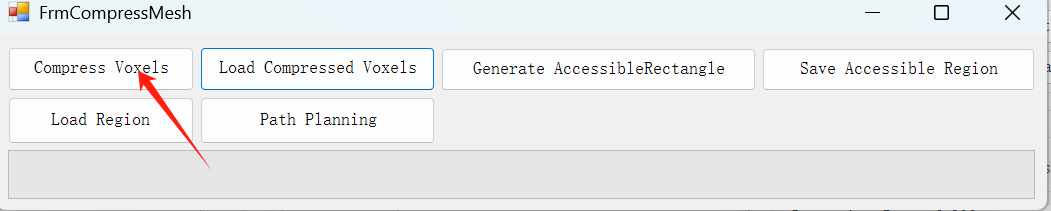 FrmCompressMesh
Compress Voxels Load Compressed Voxels Generate AccessibleRectangle Save Accessible Region
Load Region Path Planning